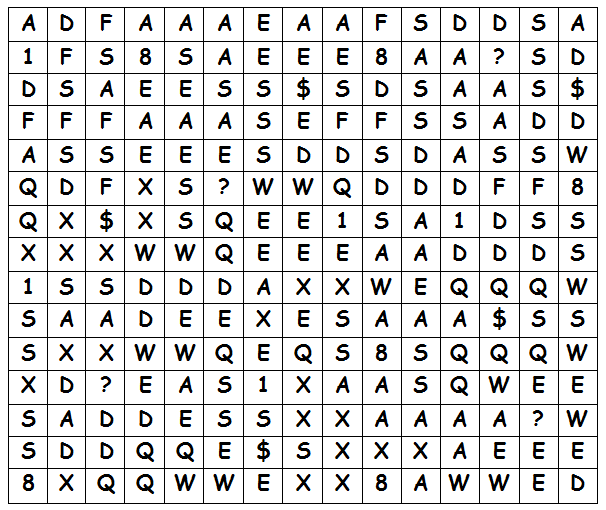 A D F A A A E A A F S D D S A
1 F S 8 S A E E E 8 A A ? S D
D S A E E S S $ S D S A A S $
F F F A A A S E F F S S A D D
A S S E E E S D D S D A S S W
Q D F X S ? W W Q D D D F F 8
Q X $ X S Q E E 1 S A 1 D S S
X X X W W Q E E E A A D D D S
1 S S D D D A X X W E Q Q Q W
S A A D E E X E S A A A $ S S
S X X W W Q E Q S 8 S Q Q Q W
X D ? E A S 1 X A A S Q W E E
S A D D E S S X X A A A A ? W
S D D Q Q E $ S X X X A E E E
8 X Q Q W W E X X 8 A W W E D